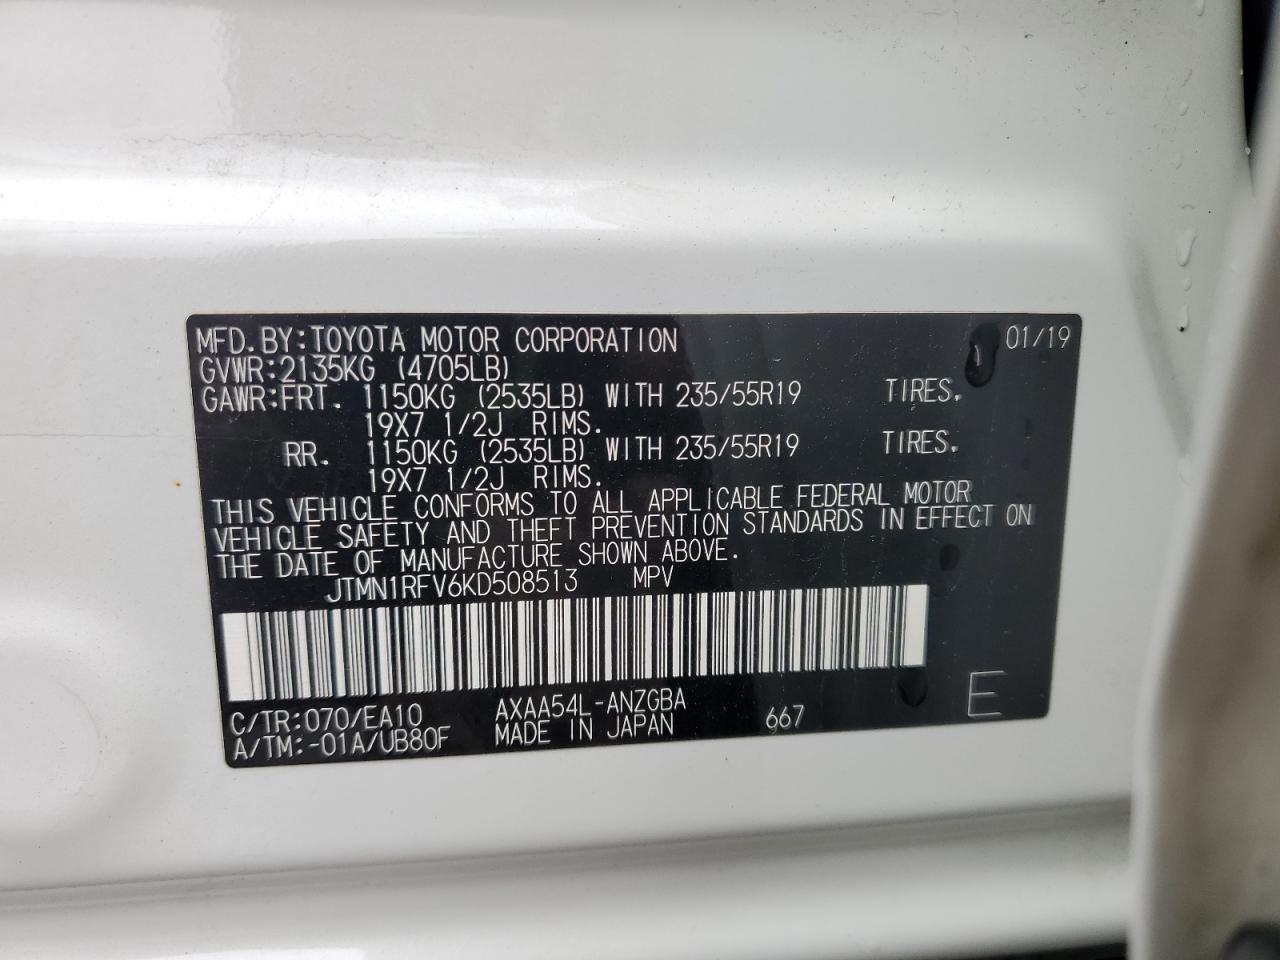 MFD.BY:TOYOTA MOTOR CORPORATION 01/19
GVWR:2135KG (4705LB)
GAWR:FRT. 1150KG (2535LB) WITH 235/55R19 TIRES.
19X7 1/2J RIMS.
RR. 1150KG (2535LB) WITH 235/55R19 TIRES.
19X7 1/2J RIMS.
THIS VEHICLE CONFORMS TO ALL APPLICABLE FEDERAL MOTOR
VEHICLE SAFETY AND THEFT PREVENTION STANDARDS IN EFFECT ON
THE DATE OF MANUFACTURE SHOWN ABOVE.
JTMN1RFV6KD508513 MPV
C/TR:070/EA10 AXAA54L-ANZGBA
A/TM:-01A/UB80F MADE IN JAPAN 667 E